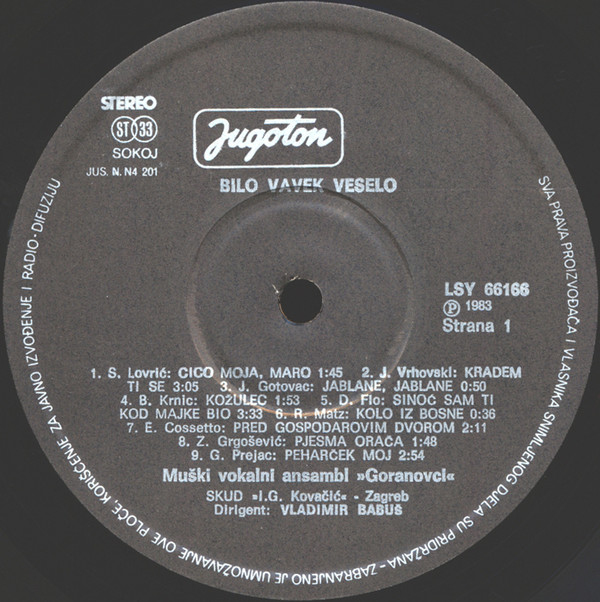 STEREO
ST 33
SOKOJ
JUS. N. N4 201
Jugoton
BILO VAVEK VESELO
LSY 66166
Ⓟ 1983
Strana 1
1. S. Lovrić: CICO MOJA, MARO 1:45 2. J. Vrhovski: KRADEM
TI SE 3:05 3. J. Gotovac: JABLANE, JABLANE 0:50
4. B. Krnic: KOZULEC 1:53 5. D. Fio: SINOĆ SAM TI
KOD MAJKE BIO 3:33 6. R. Matz: KOLO IZ BOSNE 0:36
7. E. Cossetto: PRED GOSPODAROVIM DVOROM 2:11
8. Z. Grgošević: PJESMA ORAČA 1:48
9. G. Prejac: PEHARČEK MOJ 2:54
Muški vokalni ansambl »Goranovci«
SKUD »I.G. Kovačić« - Zagreb
Dirigent: VLADIMIR BABUŠ
SVA PRAVA PROIZVOĐAČA I VLASNIKA SNIMLJENOG DJELA SU PRIDRŽANA - ZABRANJENO JE UMNOŽAVANJE OVE PLOČE, KORIŠĆENJE ZA JAVNO IZVOĐENJE I RADIO-DIFUZIJU